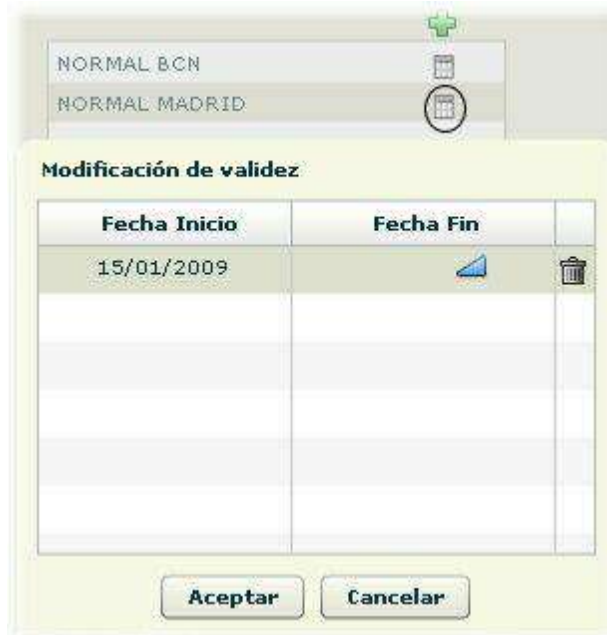 NORMAL BCN
NORMAL MADRID
Modificación de validez
Fecha Inicio Fecha Fin
15/01/2009
Aceptar Cancelar